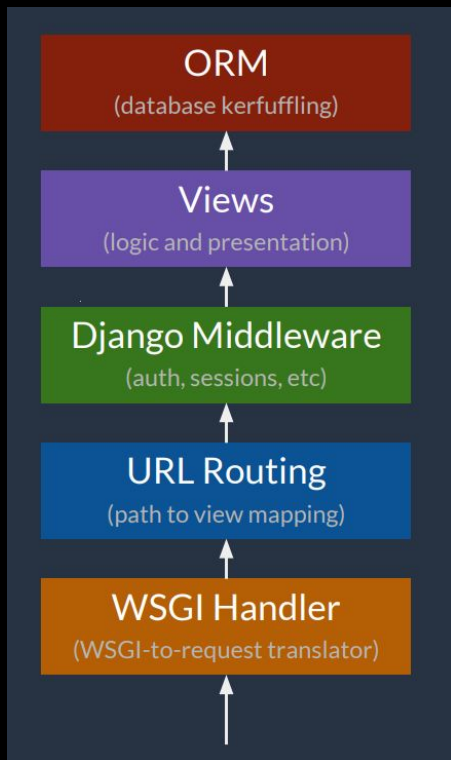 ORM
(database kerfuffling)
Views
(logic and presentation)
Django Middleware
(auth, sessions, etc)
URL Routing
(path to view mapping)
WSGI Handler
(WSGI-to-request translator)